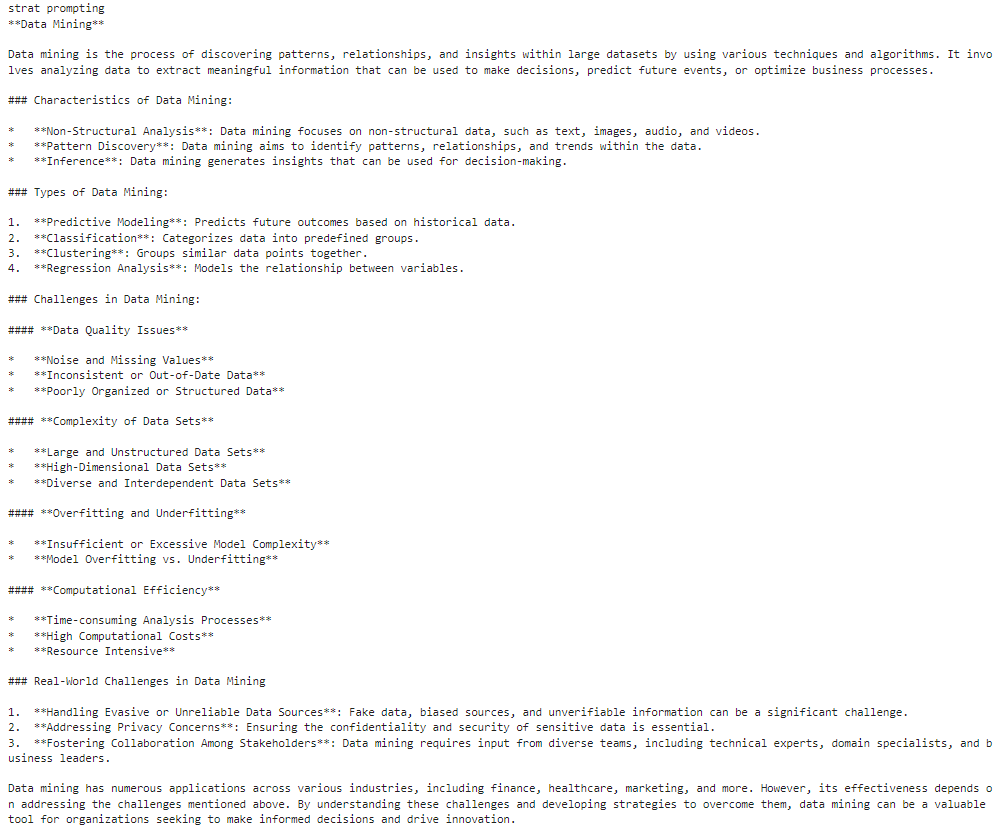 strat prompting
**Data Mining**
Data mining is the process of discovering patterns, relationships, and insights within large datasets by using various techniques and algorithms. It invo
lves analyzing data to extract meaningful information that can be used to make decisions, predict future events, or optimize business processes.
### Characteristics of Data Mining:
*   **Non-Structural Analysis**: Data mining focuses on non-structural data, such as text, images, audio, and videos.
*   **Pattern Discovery**: Data mining aims to identify patterns, relationships, and trends within the data.
*   **Inference**: Data mining generates insights that can be used for decision-making.
### Types of Data Mining:
1.  **Predictive Modeling**: Predicts future outcomes based on historical data.
2.  **Classification**: Categorizes data into predefined groups.
3.  **Clustering**: Groups similar data points together.
4.  **Regression Analysis**: Models the relationship between variables.
### Challenges in Data Mining:
#### **Data Quality Issues**
*   **Noise and Missing Values**
*   **Inconsistent or Out-of-Date Data**
*   **Poorly Organized or Structured Data**
#### **Complexity of Data Sets**
*   **Large and Unstructured Data Sets**
*   **High-Dimensional Data Sets**
*   **Diverse and Interdependent Data Sets**
#### **Overfitting and Underfitting**
*   **Insufficient or Excessive Model Complexity**
*   **Model Overfitting vs. Underfitting**
#### **Computational Efficiency**
*   **Time-consuming Analysis Processes**
*   **High Computational Costs**
*   **Resource Intensive**
### Real-World Challenges in Data Mining
1.  **Handling Evasive or Unreliable Data Sources**: Fake data, biased sources, and unverifiable information can be a significant challenge.
2.  **Addressing Privacy Concerns**: Ensuring the confidentiality and security of sensitive data is essential.
3.  **Fostering Collaboration Among Stakeholders**: Data mining requires input from diverse teams, including technical experts, domain specialists, and b
usiness leaders.
Data mining has numerous applications across various industries, including finance, healthcare, marketing, and more. However, its effectiveness depends o
n addressing the challenges mentioned above. By understanding these challenges and developing strategies to overcome them, data mining can be a valuable
tool for organizations seeking to make informed decisions and drive innovation.